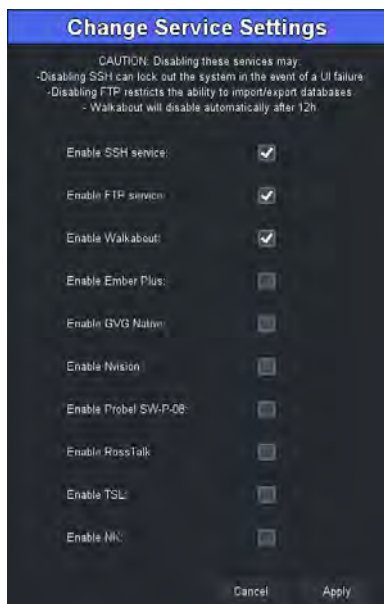 Change Service Settings
CAUTION: Disabling these services may:
-Disabling SSH can lock out the system in the event of a UI failure
-Disabling FTP restricts the ability to import/export databases
- Walkabout will disable automatically after 12h
Enable SSH service:
Enable FTP service:
Enable Walkabout:
Enable Ember Plus:
Enable GVG Native:
Enable Nvision:
Enable Probel SW-P-08:
Enable RossTalk
Enable TSL:
Enable NK:
Cancel Apply